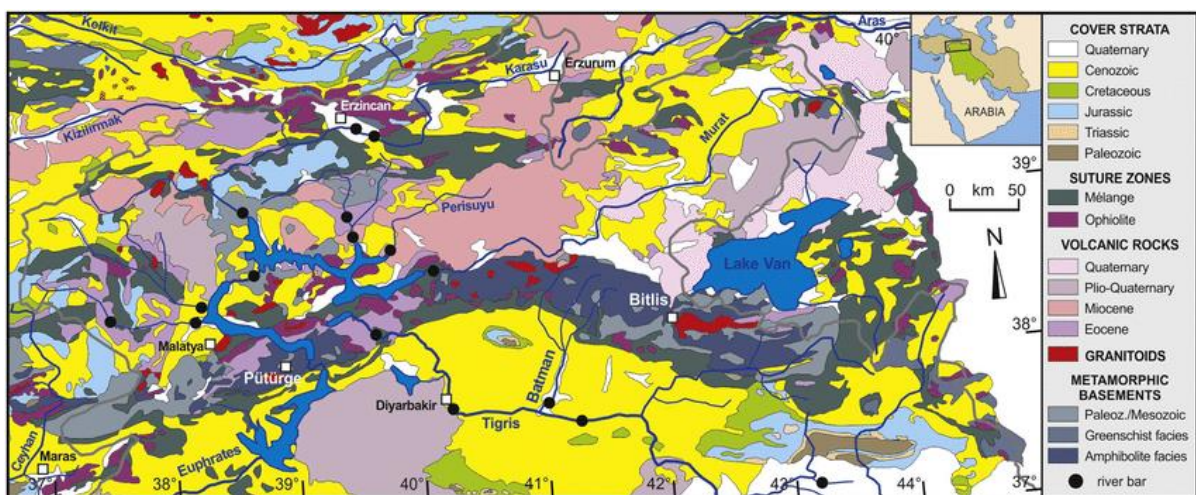 Kelkit
Aras
40°
Karasu
Erzurum
Erzincan
Kizilirmak
Murat
Perisuyu
Lake Van
Bitlis
Malatya
Pütürge
Diyarbakir
Batman
Tigris
Euphrates
Ceyhan
Maras
37°
38°
39°
40°
41°
42°
43°
44°
37°
38°
39°
ARABIA
0 km 50
N
COVER STRATA
Quaternary
Cenozoic
Cretaceous
Jurassic
Triassic
Paleozoic
SUTURE ZONES
Mélange
Ophiolite
VOLCANIC ROCKS
Quaternary
Plio-Quaternary
Miocene
Eocene
GRANITOIDS
METAMORPHIC
BASEMENTS
Paleoz./Mesozoic
Greenschist facies
Amphibolite facies
river bar